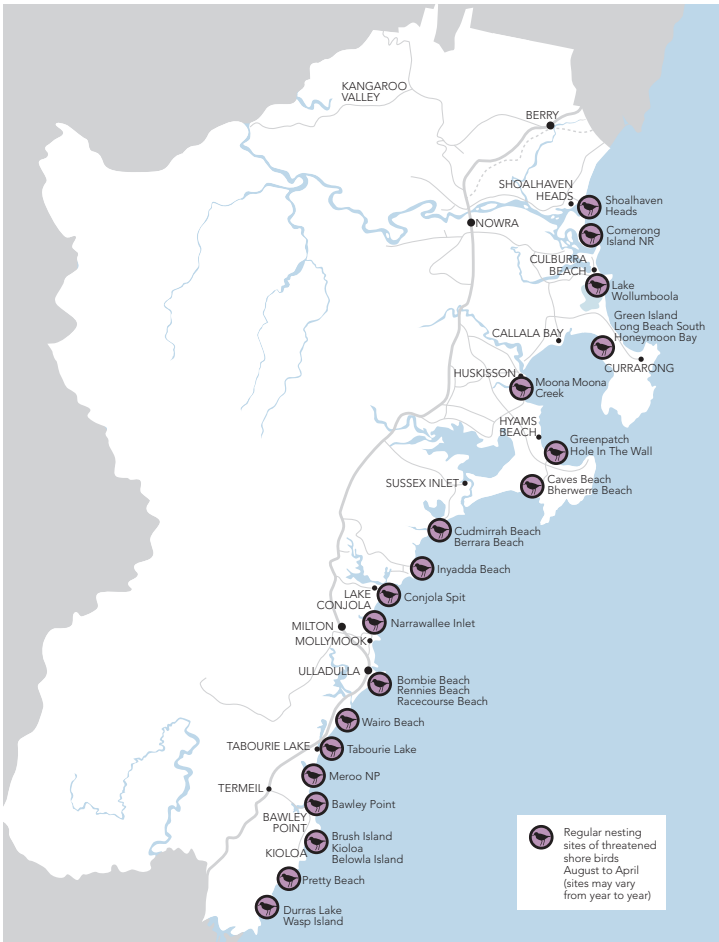 KANGAROO
VALLEY
BERRY
SHOALHAVEN
HEADS
Shoalhaven
Heads
NOWRA
Comerong
Island NR
CULBURRA
BEACH
Lake
Wollumboola
Green Island
Long Beach South
Honeymoon Bay
CALLALA BAY
CURRARONG
HUSKISSON
Moona Moona
Creek
HYAMS
BEACH
Greenpatch
Hole In The Wall
SUSSEX INLET
Caves Beach
Bherwerre Beach
Cudmirrah Beach
Berrara Beach
Inyadda Beach
LAKE
CONJOLA
Conjola Spit
MILTON
Narrawallee Inlet
MOLLYMOOK
ULLADULLA
Bombie Beach
Rennies Beach
Racecourse Beach
Wairo Beach
TABOURIE LAKE
Tabourie Lake
Meroo NP
TERMEIL
Bawley Point
BAWLEY
POINT
Brush Island
Kioloa
Belowla Island
KIOLOA
Pretty Beach
Durras Lake
Wasp Island
Regular nesting
sites of threatened
shore birds
August to April
(sites may vary
from year to year)